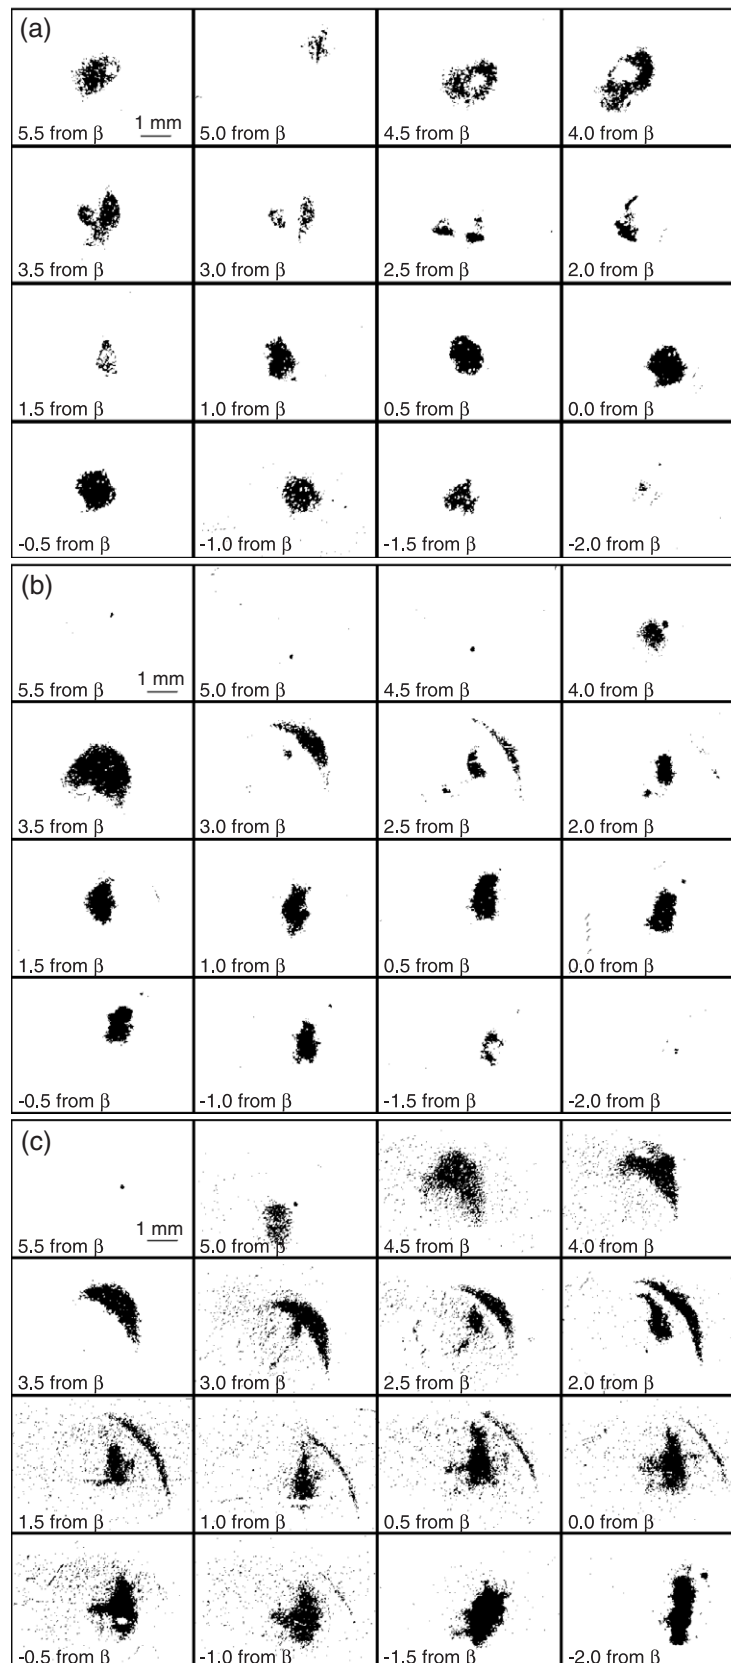 (a)
5.5 from β
1 mm
5.0 from β
4.5 from β
4.0 from β
3.5 from β
3.0 from β
2.5 from β
2.0 from β
1.5 from β
1.0 from β
0.5 from β
0.0 from β
-0.5 from β
-1.0 from β
-1.5 from β
-2.0 from β
(b)
5.5 from β
1 mm
5.0 from β
4.5 from β
4.0 from β
3.5 from β
3.0 from β
2.5 from β
2.0 from β
1.5 from β
1.0 from β
0.5 from β
0.0 from β
-0.5 from β
-1.0 from β
-1.5 from β
-2.0 from β
(c)
5.5 from β
1 mm
5.0 from β
4.5 from β
4.0 from β
3.5 from β
3.0 from β
2.5 from β
2.0 from β
1.5 from β
1.0 from β
0.5 from β
0.0 from β
-0.5 from β
-1.0 from β
-1.5 from β
-2.0 from β